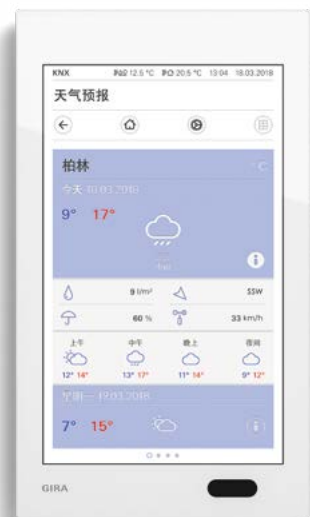 KNX 12.5 °C 20.5 °C 13:04 18.03.2018
天气预报
柏林 °C
今天 18.03.2018
9° 17°
9 l/m² SSW
60 % 33 km/h
上午 中午 晚上 夜间
12° 14° 13° 17° 11° 14° 9° 12°
星期一 19.03.2018
7° 15°
GIRA